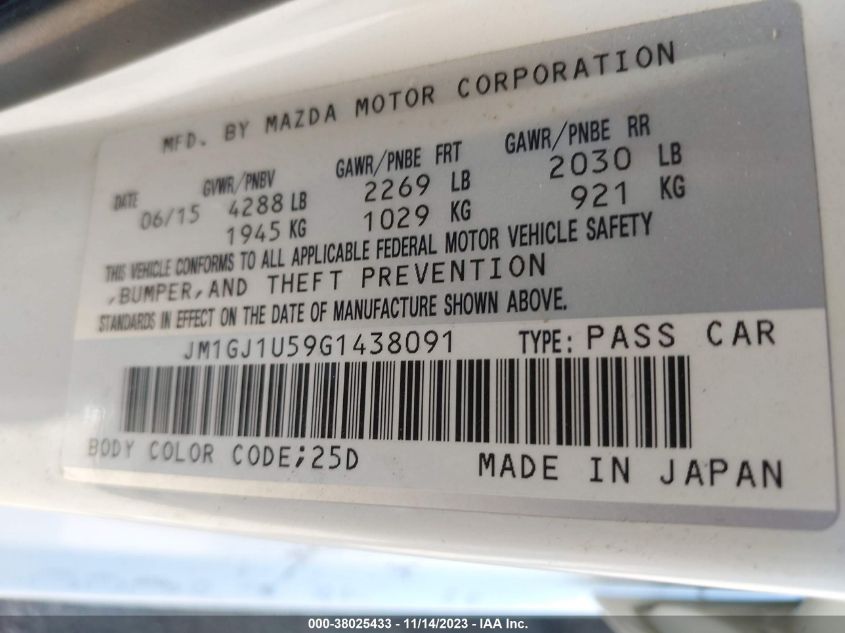 MFD. BY MAZDA MOTOR CORPORATION
DATE GVWR/PNBV GAWR/PNBE FRT GAWR/PNBE RR
06/15 4288 LB 2269 LB 2030 LB
1945 KG 1029 KG 921 KG
THIS VEHICLE CONFORMS TO ALL APPLICABLE FEDERAL MOTOR VEHICLE SAFETY
,BUMPER,AND THEFT PREVENTION
STANDARDS IN EFFECT ON THE DATE OF MANUFACTURE SHOWN ABOVE.
JM1GJ1U59G1438091 TYPE: PASS CAR
BODY COLOR CODE;25D MADE IN JAPAN
000-38025433 - 11/14/2023 - IAA Inc.